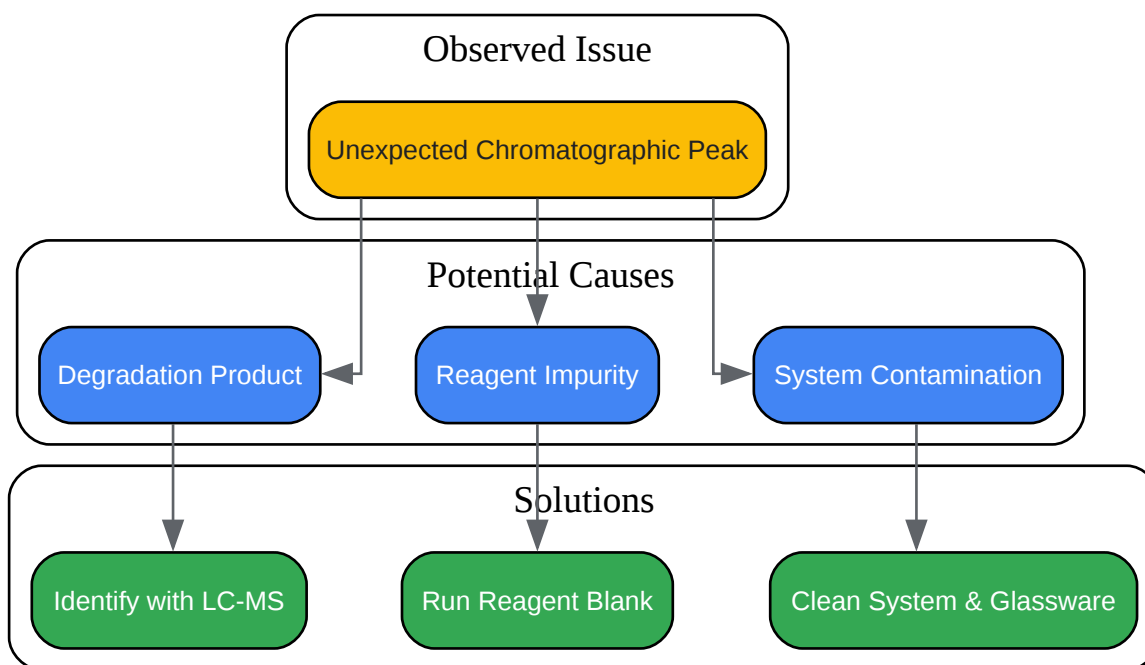 Observed Issue
Unexpected Chromatographic Peak
Potential Causes
Degradation Product
Reagent Impurity
System Contamination
Solutions
Identify with LC-MS
Run Reagent Blank
Clean System & Glassware